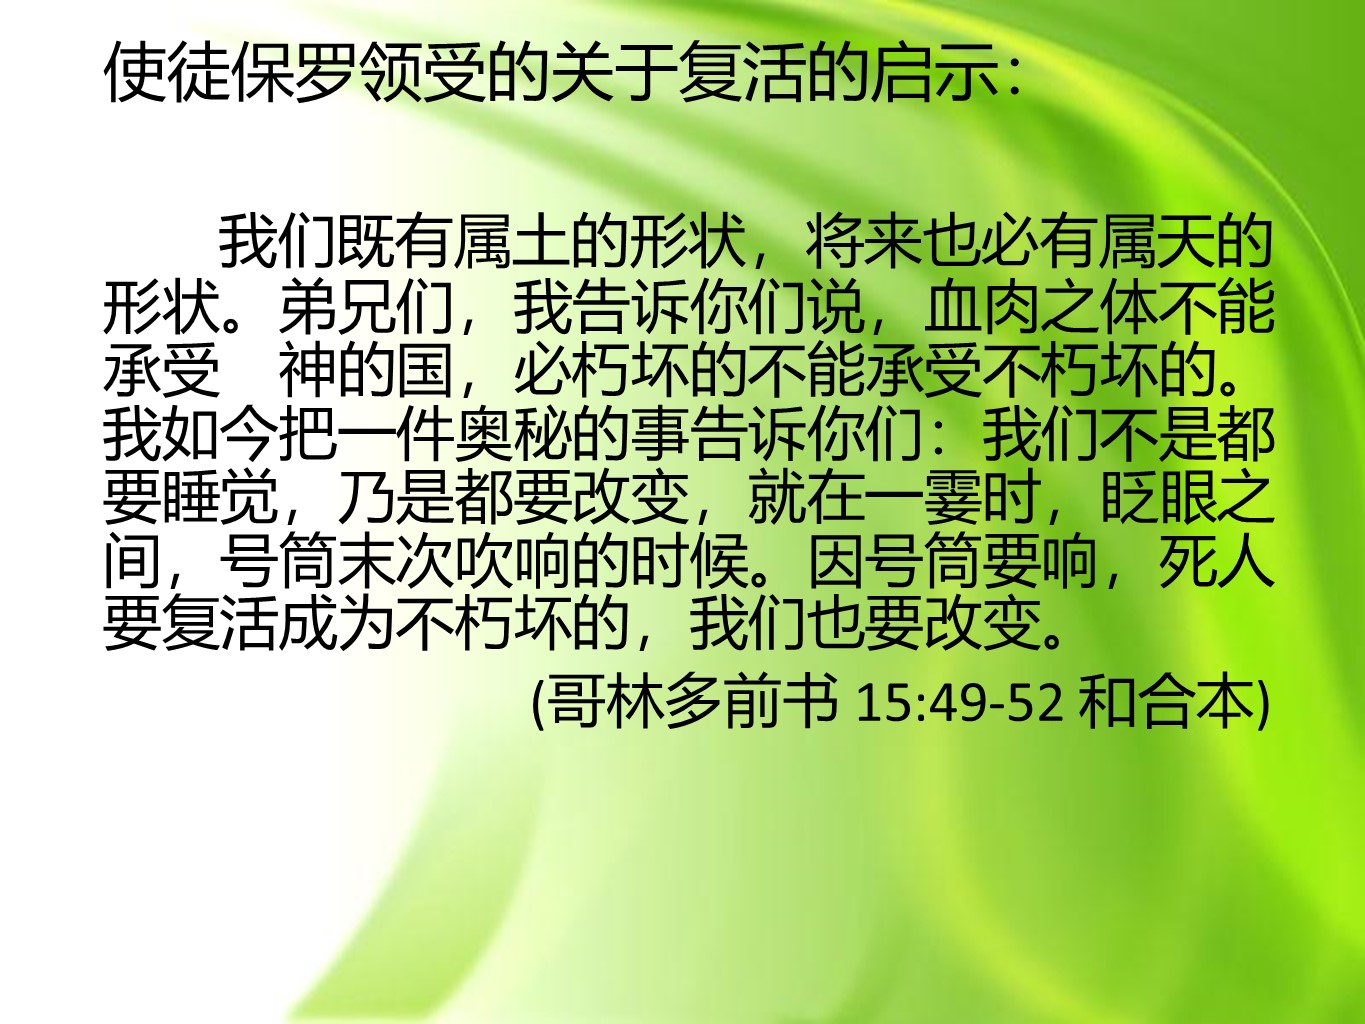 使徒保罗领受的关于复活的启示：
我们既有属土的形状，将来也必有属天的
形状。弟兄们，我告诉你们说，血肉之体不能
承受　神的国，必朽坏的不能承受不朽坏的。
我如今把一件奥秘的事告诉你们：我们不是都
要睡觉，乃是都要改变，就在一霎时，眨眼之
间，号筒末次吹响的时候。因号筒要响，死人
要复活成为不朽坏的，我们也要改变。
(哥林多前书 15:49-52 和合本)